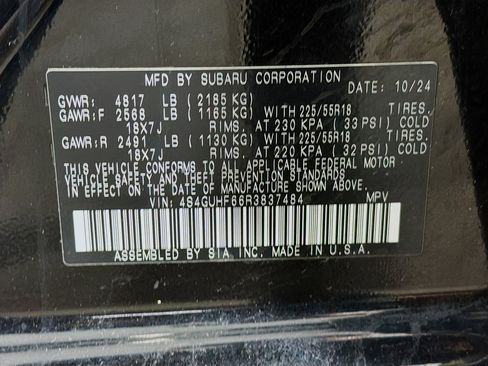 MFD BY SUBARU CORPORATION
DATE: 10/24
GVWR: 4817 LB (2185 KG)
GAWR:F 2568 LB (1165 KG) WITH 225/55R18 TIRES,
18X7J RIMS, AT 230 KPA (33 PSI) COLD
GAWR:R 2491 LB (1130 KG) WITH 225/55R18 TIRES,
18X7J RIMS, AT 220 KPA (32 PSI) COLD
THIS VEHICLE CONFORMS TO ALL APPLICABLE FEDERAL MOTOR
VEHICLE SAFETY AND THEFT PREVENTION STANDARDS
IN EFFECT ON THE DATE OF MANUFACTURE SHOWN ABOVE.
VIN: 4S4GUHF66R3837484 MPV
ASSEMBLED BY SIA INC. MADE IN U.S.A.